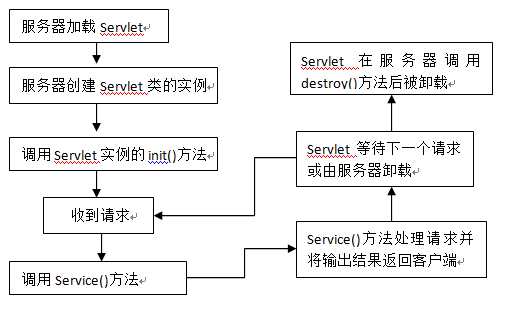 服务器加载 Servlet
服务器创建 Servlet 类的实例
调用 Servlet 实例的 init()方法
收到请求
调用 Service()方法
Servlet 在服务器调用
destroy()方法后被卸载
Servlet 等待下一个请求
或由服务器卸载
Service()方法处理请求并
将输出结果返回客户端